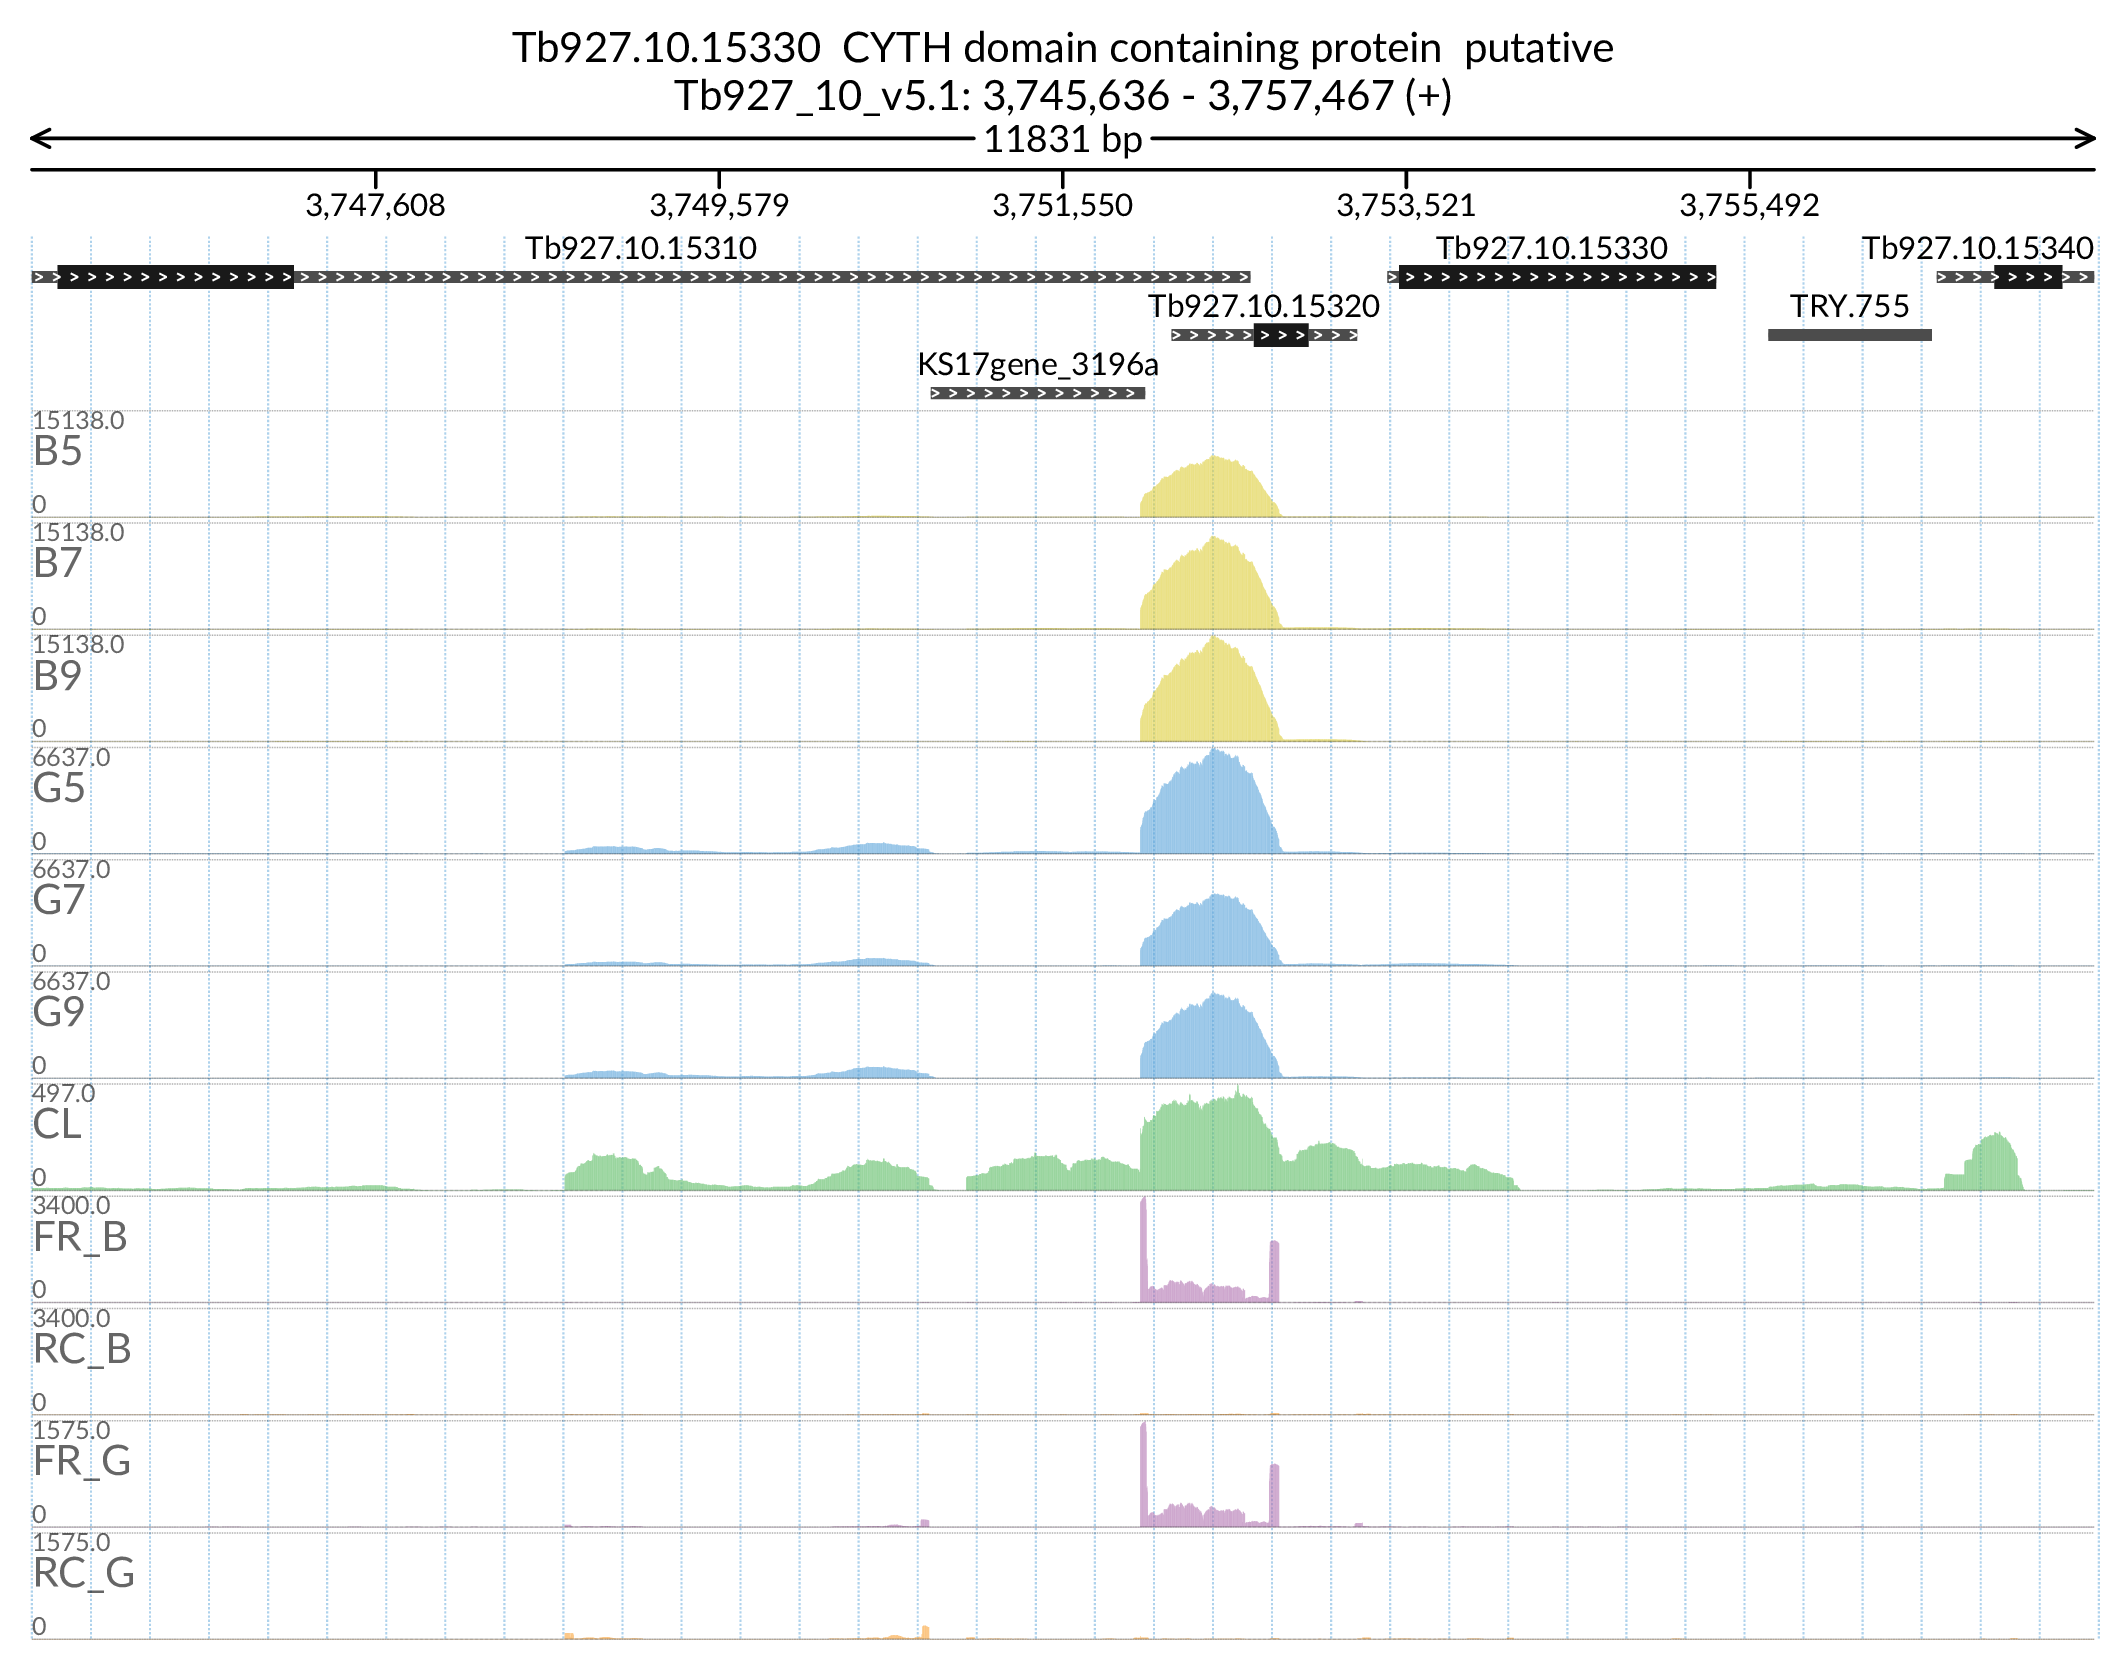 Tb927.10.15330  CYTH domain containing protein  putative
Tb927_10_v5.1: 3,745,636 - 3,757,467 (+)
11831 bp
3,747,608 3,749,579 3,751,550 3,753,521 3,755,492
Tb927.10.15310 Tb927.10.15330 Tb927.10.15340
Tb927.10.15320 TRY.755
KS17gene_3196a
15138.0
B5
0
15138.0
B7
0
15138.0
B9
0
6637.0
G5
0
6637.0
G7
0
6637.0
G9
0
497.0
CL
0
3400.0
FR_B
0
3400.0
RC_B
0
1575.0
FR_G
0
1575.0
RC_G
0